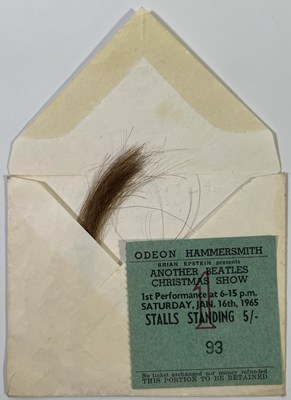 ODEON HAMMERSMITH
BRIAN EPSTEIN presents
ANOTHER BEATLES
CHRISTMAS SHOW
1st Performance at 6-15 p.m.
SATURDAY, JAN. 16th, 1965
STALLS STANDING 5/-
1
93
No ticket exchanged nor money refunded
THIS PORTION TO BE RETAINED